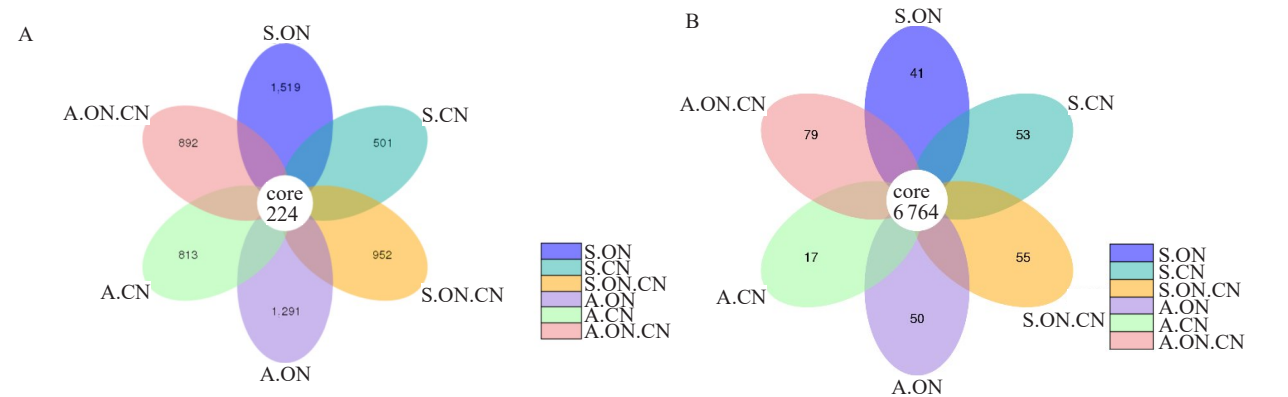 A
S.ON
1,519
A.ON.CN
892
S.CN
501
core
224
813
A.CN
952
S.ON.CN
1,291
A.ON
S.ON
S.CN
S.ON.CN
A.ON
A.CN
A.ON.CN
B
S.ON
41
A.ON.CN
79
S.CN
53
core
6 764
17
A.CN
55
S.ON.CN
50
A.ON
S.ON
S.CN
S.ON.CN
A.ON
A.CN
A.ON.CN